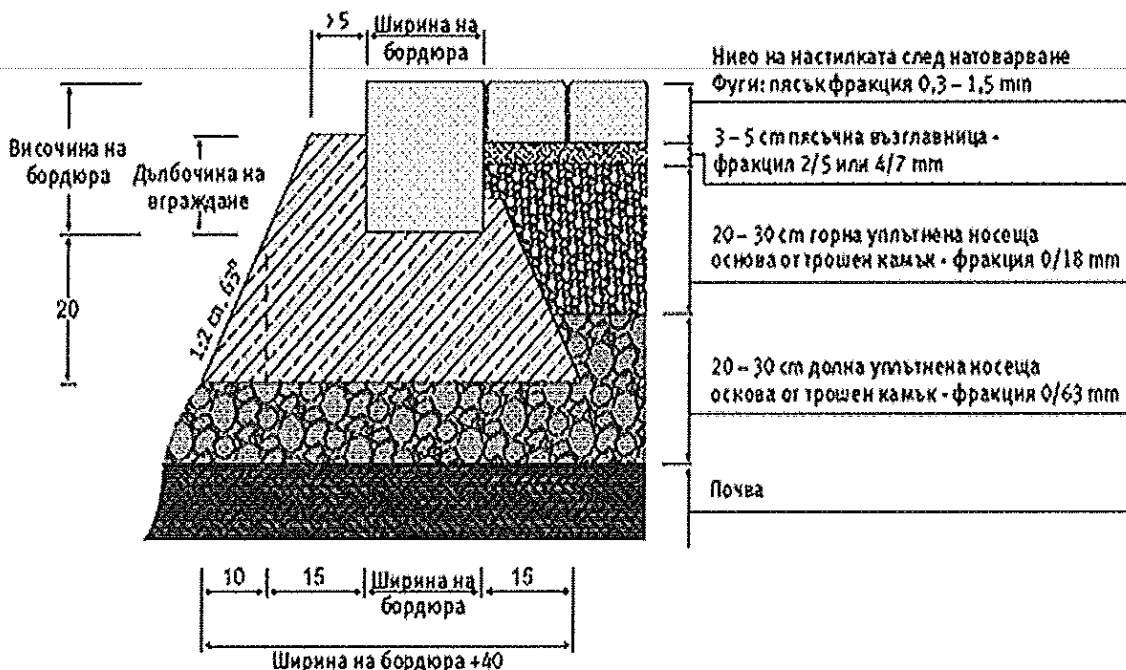 >5
Ширина на
бордюра
Височина на
бордюра
Дълбочина на
вграждане
20
1:2 сп. 63°
Ниво на настилката след натоварване
Фуги: пясък фракция 0,3 – 1,5 mm
3 – 5 cm пясъчна възглавница -
фракция 2/5 или 4/7 mm
20 – 30 cm горна уплътнена носеща
основа от трошен камък - фракция 0/18 mm
20 – 30 cm долна уплътнена носеща
основа от трошен камък - фракция 0/63 mm
Почва
10
15
Ширина на
бордюра
15
Ширина на бордюра +40